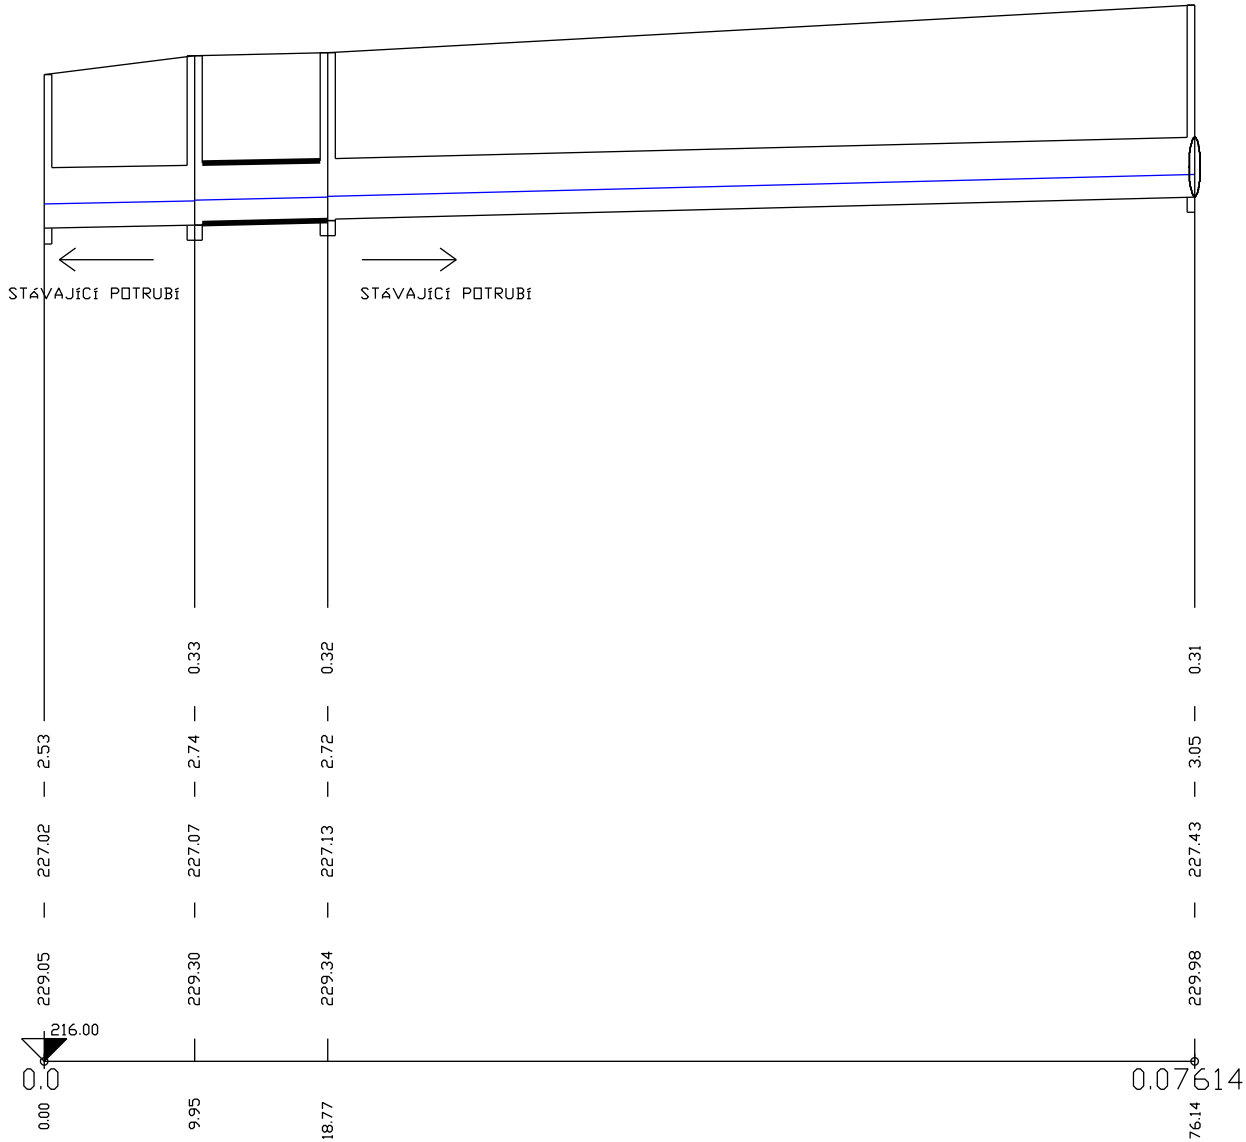 STÁVAJÍCÍ POTRUBÍ STÁVAJÍCÍ POTRUBÍ
0.33 0.32 0.31
2.53 2.74 2.72 3.05
227.02 227.07 227.13 227.43
229.05 229.30 229.34 229.98
216.00
0.0 0.07614
0.00 9.95 18.77 76.14